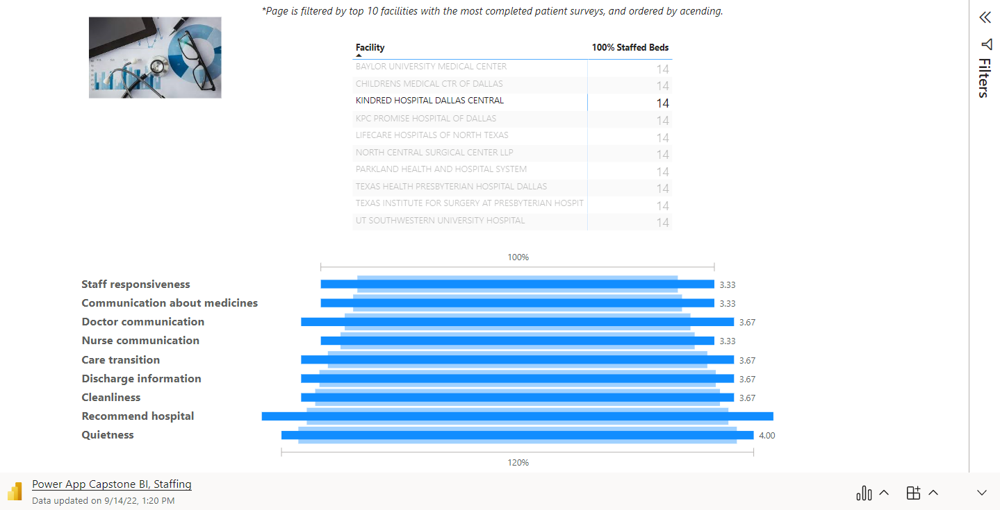 *Page is filtered by top 10 facilities with the most completed patient surveys, and ordered by acending.
Filters
Facility 100% Staffed Beds
BAYLOR UNIVERSITY MEDICAL CENTER 14
CHILDRENS MEDICAL CTR OF DALLAS 14
KINDRED HOSPITAL DALLAS CENTRAL 14
KPC PROMISE HOSPITAL OF DALLAS 14
LIFECARE HOSPITALS OF NORTH TEXAS 14
NORTH CENTRAL SURGICAL CENTER LLP 14
PARKLAND HEALTH AND HOSPITAL SYSTEM 14
TEXAS HEALTH PRESBYTERIAN HOSPITAL DALLAS 14
TEXAS INSTITUTE FOR SURGERY AT PRESBYTERIAN HOSPIT 14
UT SOUTHWESTERN UNIVERSITY HOSPITAL 14
100%
Staff responsiveness 3.33
Communication about medicines 3.33
Doctor communication 3.67
Nurse communication 3.33
Care transition 3.67
Discharge information 3.67
Cleanliness 3.67
Recommend hospital
Quietness 4.00
120%
Power App Capstone BI, Staffing
Data updated on 9/14/22, 1:20 PM